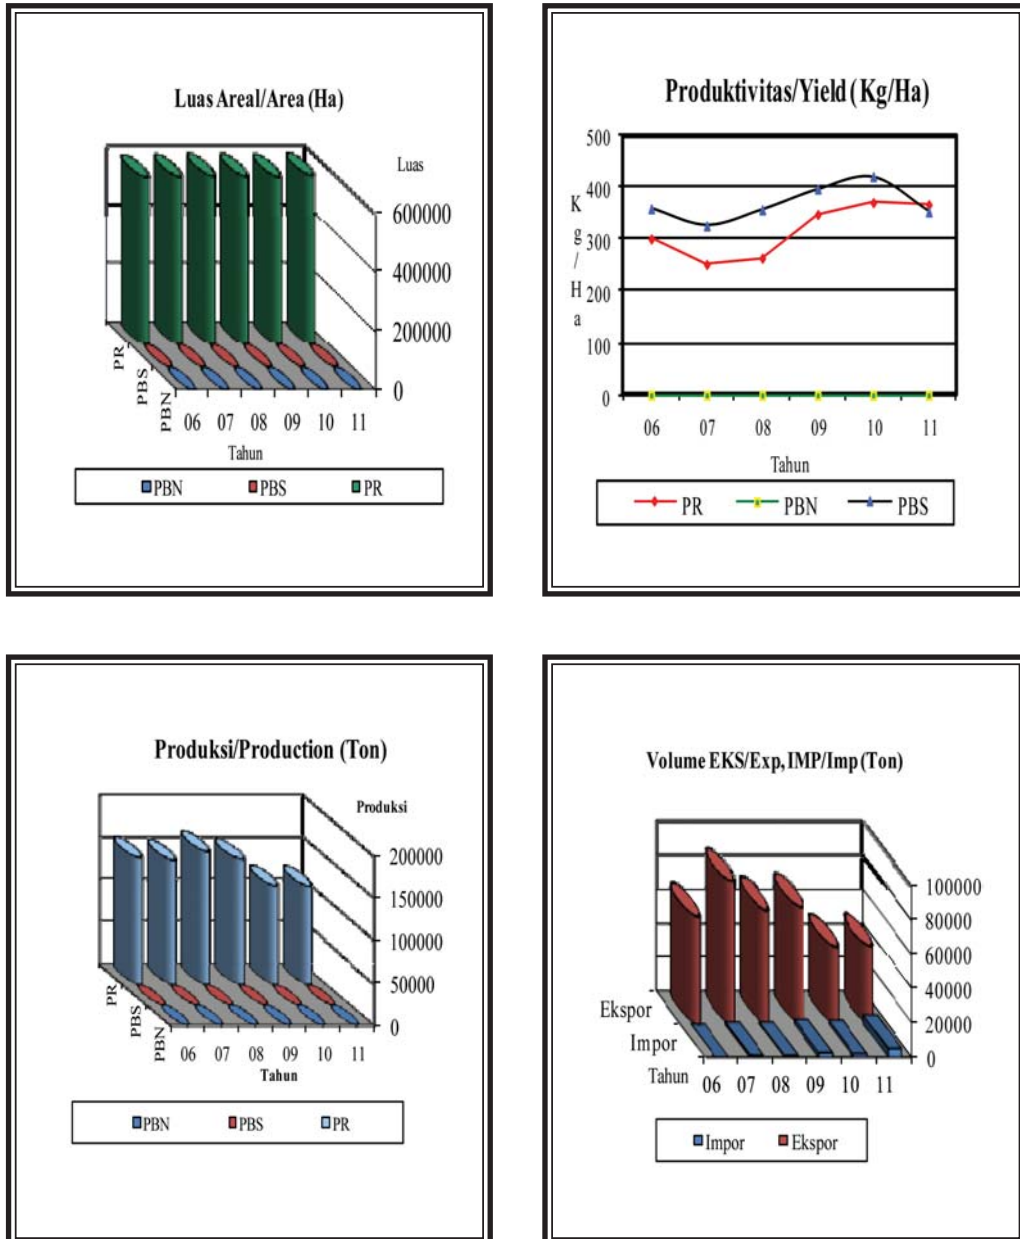 Luas Areal/Area (Ha)
Luas
600000
400000
200000
0
PR
PBS
PBN
06 07 08 09 10 11
Tahun
PBN PBS PR
Produktivitas/Yield (Kg/Ha)
500
400
300
200
100
0
K
g
/
H
a
06 07 08 09 10 11
Tahun
PR PBN PBS
Produksi/Production (Ton)
Produksi
200000
150000
100000
50000
0
PR
PBS
PBN
06 07 08 09 10 11
Tahun
PBN PBS PR
Volume EKS/Exp, IMP/Imp (Ton)
100000
80000
60000
40000
20000
0
Ekspor
Impor
Tahun
06 07 08 09 10 11
Impor Ekspor